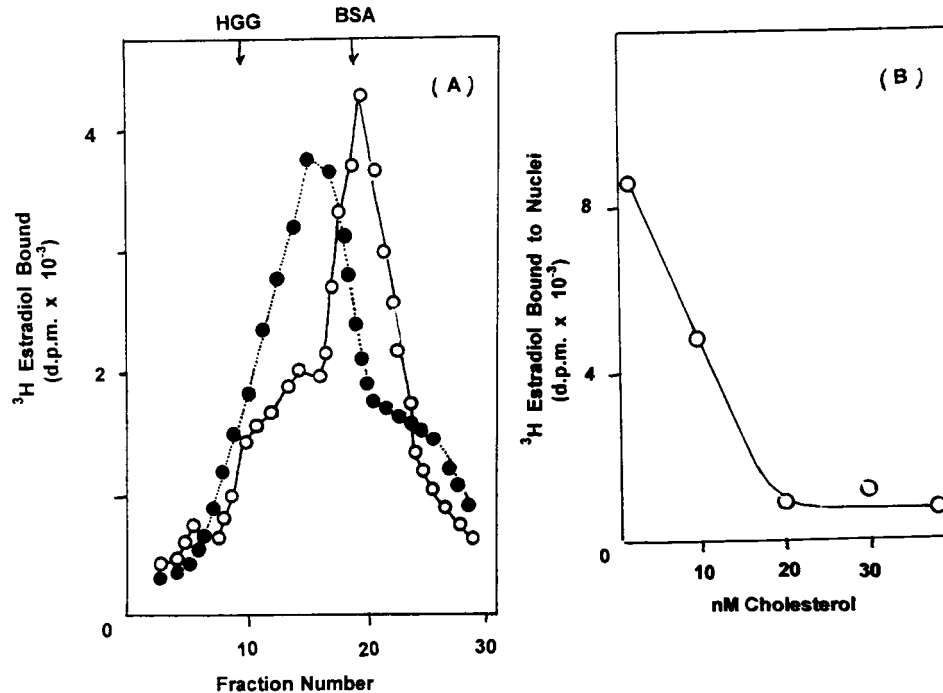 HGG
BSA
( A )
4
2
0
10
20
30
Fraction Number
³H Estradiol Bound
(d.p.m. x 10⁻³)
( B )
8
4
0
10
20
30
nM Cholesterol
³H Estradiol Bound to Nuclei
(d.p.m. x 10⁻³)